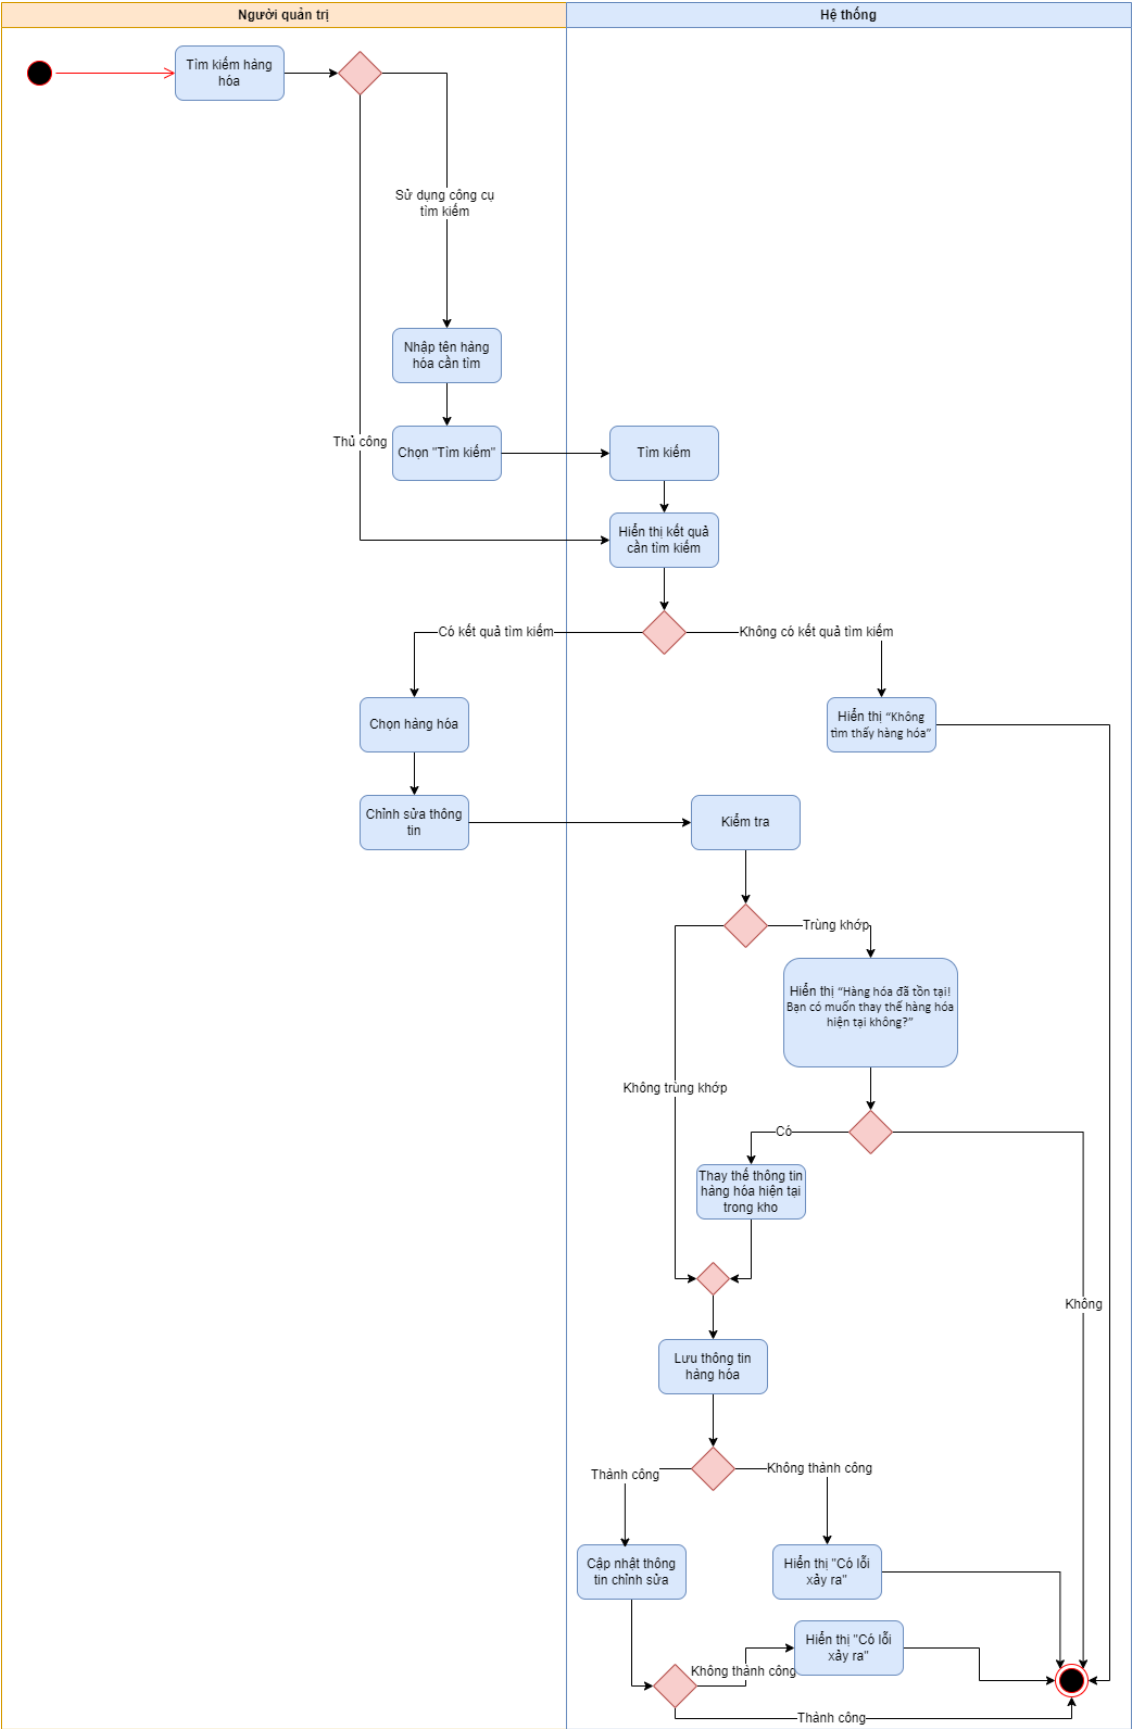 Người quản trị
Hệ thống
Tìm kiếm hàng
hóa
Sử dụng công cụ
tìm kiếm
Nhập tên hàng
hóa cần tìm
Thủ công
Chọn "Tìm kiếm"
Tìm kiếm
Hiển thị kết quả
cần tìm kiếm
Có kết quả tìm kiếm
Không có kết quả tìm kiếm
Chọn hàng hóa
Hiển thị “Không
tìm thấy hàng hóa”
Chỉnh sửa thông
tin
Kiểm tra
Trùng khớp
Hiển thị “Hàng hóa đã tồn tại!
Bạn có muốn thay thế hàng hóa
hiện tại không?”
Không trùng khớp
Có
Thay thế thông tin
hàng hóa hiện tại
trong kho
Không
Lưu thông tin
hàng hóa
Thành công
Không thành công
Cập nhật thông
tin chỉnh sửa
Hiển thị "Có lỗi
xảy ra"
Hiển thị "Có lỗi
xảy ra"
Không thành công
Thành công